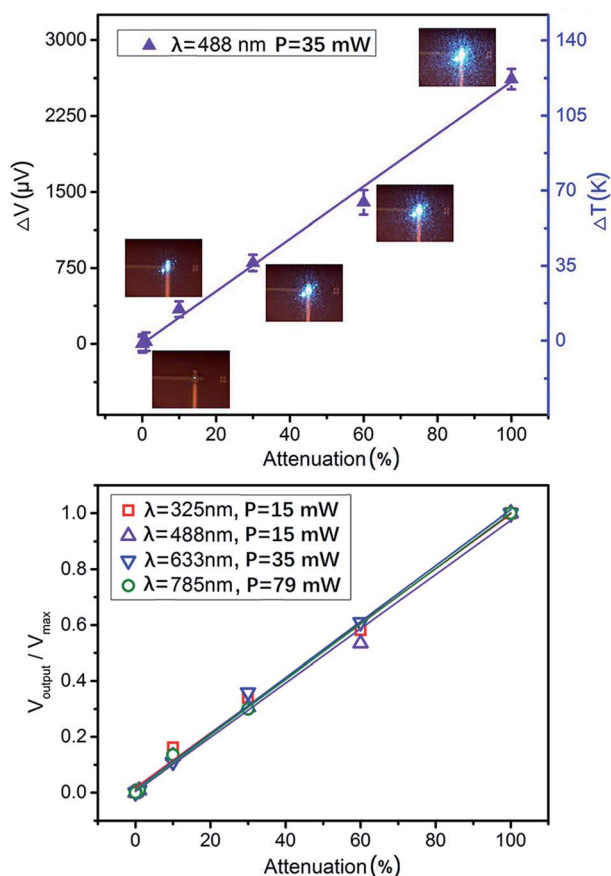 λ=488 nm P=35 mW
3000
2250
1500
750
0
ΔV(μV)
140
105
70
35
0
ΔT(K)
0
20
40
60
80
100
Attenuation(%)
λ=325nm, P=15 mW
λ=488nm, P=15 mW
λ=633nm, P=35 mW
λ=785nm, P=79 mW
1.0
0.8
0.6
0.4
0.2
0.0
Voutput / Vmax
0
20
40
60
80
100
Attenuation(%)